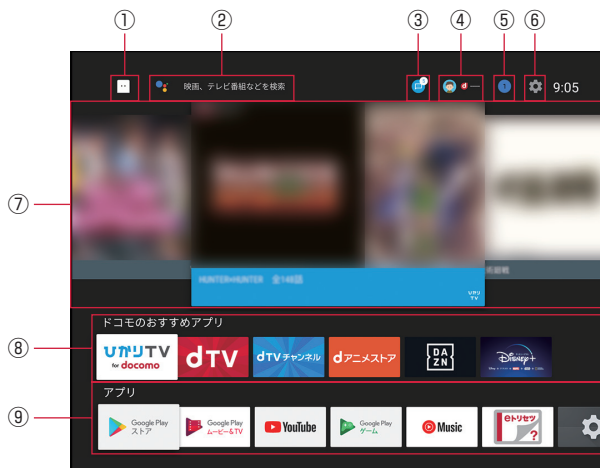 ① ② ③ ④ ⑤ ⑥
映画、テレビ番組などを検索
1
d
1
9:05
⑦
HUNTER×HUNTER 全148話
ひかりTV
⑧
ドコモのおすすめアプリ
ひかりTV
for docomo
dTV
dTVチャンネル
dアニメストア
DA
ZN
Disney+
⑨
アプリ
Google Play
ストア
Google Play
ムービー&TV
YouTube
Google Play
ゲーム
Music
eトリセツ
?